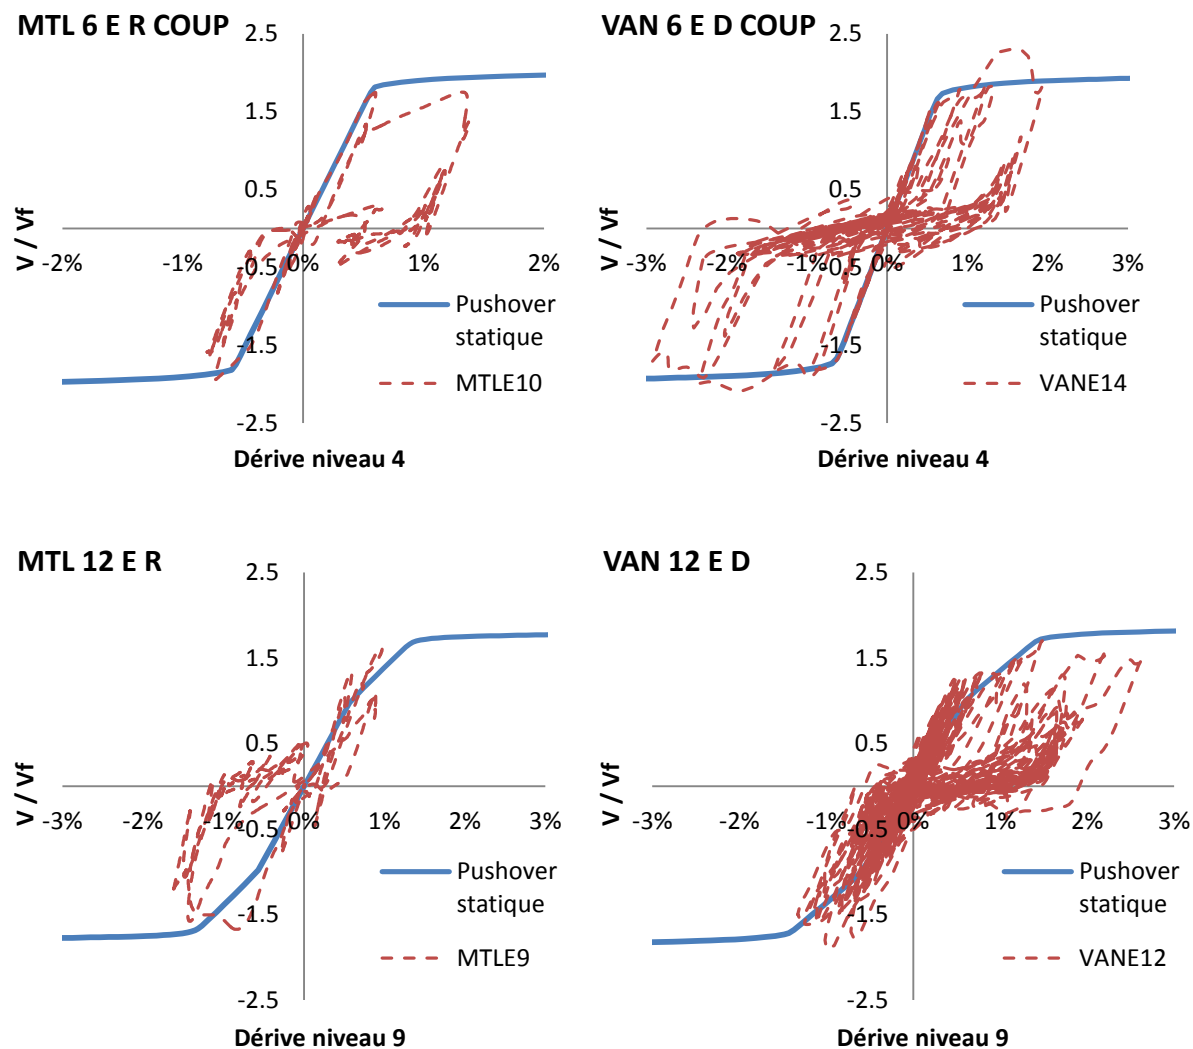 MTL 6 E R COUP
2.5
1.5
0.5
-0.5
-1.5
-2.5
-2%
-1%
0%
1%
2%
V / Vf
Pushover
statique
MTLE10
Dérive niveau 4
VAN 6 E D COUP
2.5
1.5
0.5
-0.5
-1.5
-2.5
-3%
-2%
-1%
0%
1%
2%
3%
V / Vf
Pushover
statique
VANE14
Dérive niveau 4
MTL 12 E R
2.5
1.5
0.5
-0.5
-1.5
-2.5
-3%
-2%
-1%
0%
1%
2%
3%
V / Vf
Pushover
statique
MTLE9
Dérive niveau 9
VAN 12 E D
2.5
1.5
0.5
-0.5
-1.5
-2.5
-3%
-2%
-1%
0%
1%
2%
3%
V / Vf
Pushover
statique
VANE12
Dérive niveau 9